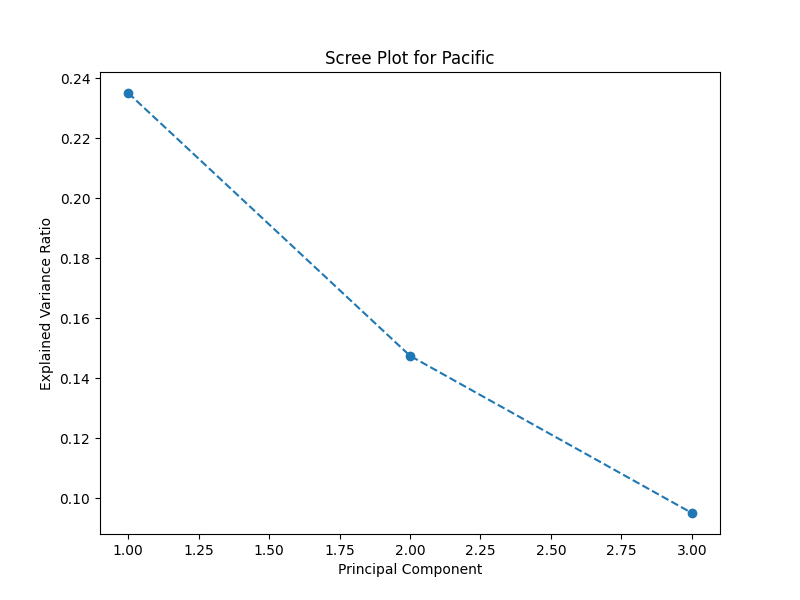 Scree Plot for Pacific
Explained Variance Ratio
0.24
0.22
0.20
0.18
0.16
0.14
0.12
0.10
1.00 1.25 1.50 1.75 2.00 2.25 2.50 2.75 3.00
Principal Component